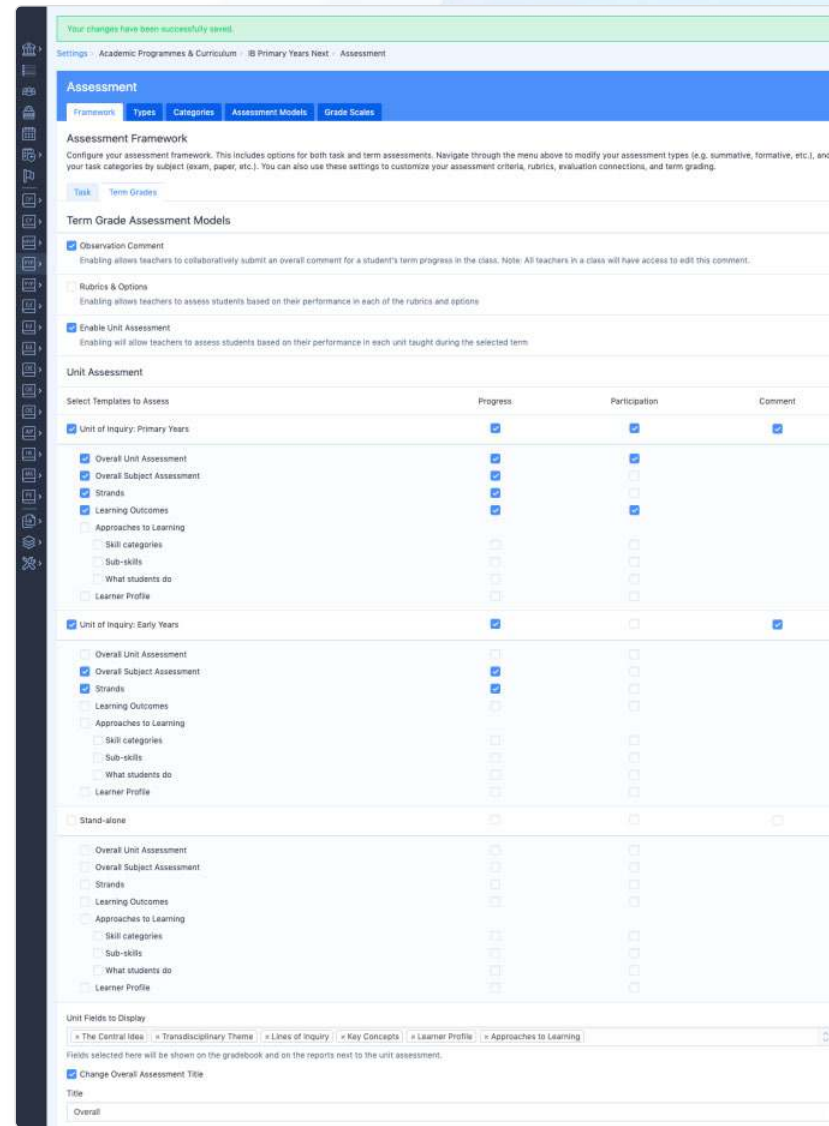 Your changes have been successfully saved.
Settings › Academic Programmes & Curriculum › IB Primary Years Next › Assessment
Assessment
Framework Types Categories Assessment Models Grade Scales
Assessment Framework
Configure your assessment framework. This includes options for both task and term assessments. Navigate through the menu above to modify your assessment types (e.g. summative, formative, etc.), and
your task categories by subject (exam, paper, etc.). You can also use these settings to customize your assessment criteria, rubrics, evaluation connections, and term grading.
Task Term Grades
Term Grade Assessment Models
Observation Comment
Enabling allows teachers to collaboratively submit an overall comment for a student's term progress in the class. Note: All teachers in a class will have access to edit this comment.
Rubrics & Options
Enabling allows teachers to assess students based on their performance in each of the rubrics and options
Enable Unit Assessment
Enabling will allow teachers to assess students based on their performance in each unit taught during the selected term
Unit Assessment
Select Templates to Assess Progress Participation Comment
Unit of Inquiry: Primary Years
Overall Unit Assessment
Overall Subject Assessment
Strands
Learning Outcomes
Approaches to Learning
Skill categories
Sub-skills
What students do
Learner Profile
Unit of Inquiry: Early Years
Overall Unit Assessment
Overall Subject Assessment
Strands
Learning Outcomes
Approaches to Learning
Skill categories
Sub-skills
What students do
Learner Profile
Stand-alone
Overall Unit Assessment
Overall Subject Assessment
Strands
Learning Outcomes
Approaches to Learning
Skill categories
Sub-skills
What students do
Learner Profile
Unit Fields to Display
× The Central Idea × Transdisciplinary Theme × Lines of Inquiry × Key Concepts × Learner Profile × Approaches to Learning
Fields selected here will be shown on the gradebook and on the reports next to the unit assessment.
Change Overall Assessment Title
Title
Overall